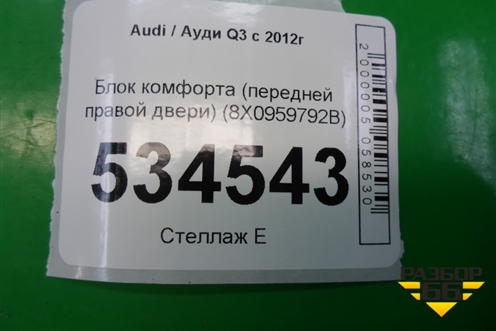 Audi / Ауди Q3 с 2012г
Блок комфорта (передней
правой двери) (8X0959792B)
534543
Стеллаж Е
2000005058530
РАЗБОР
66